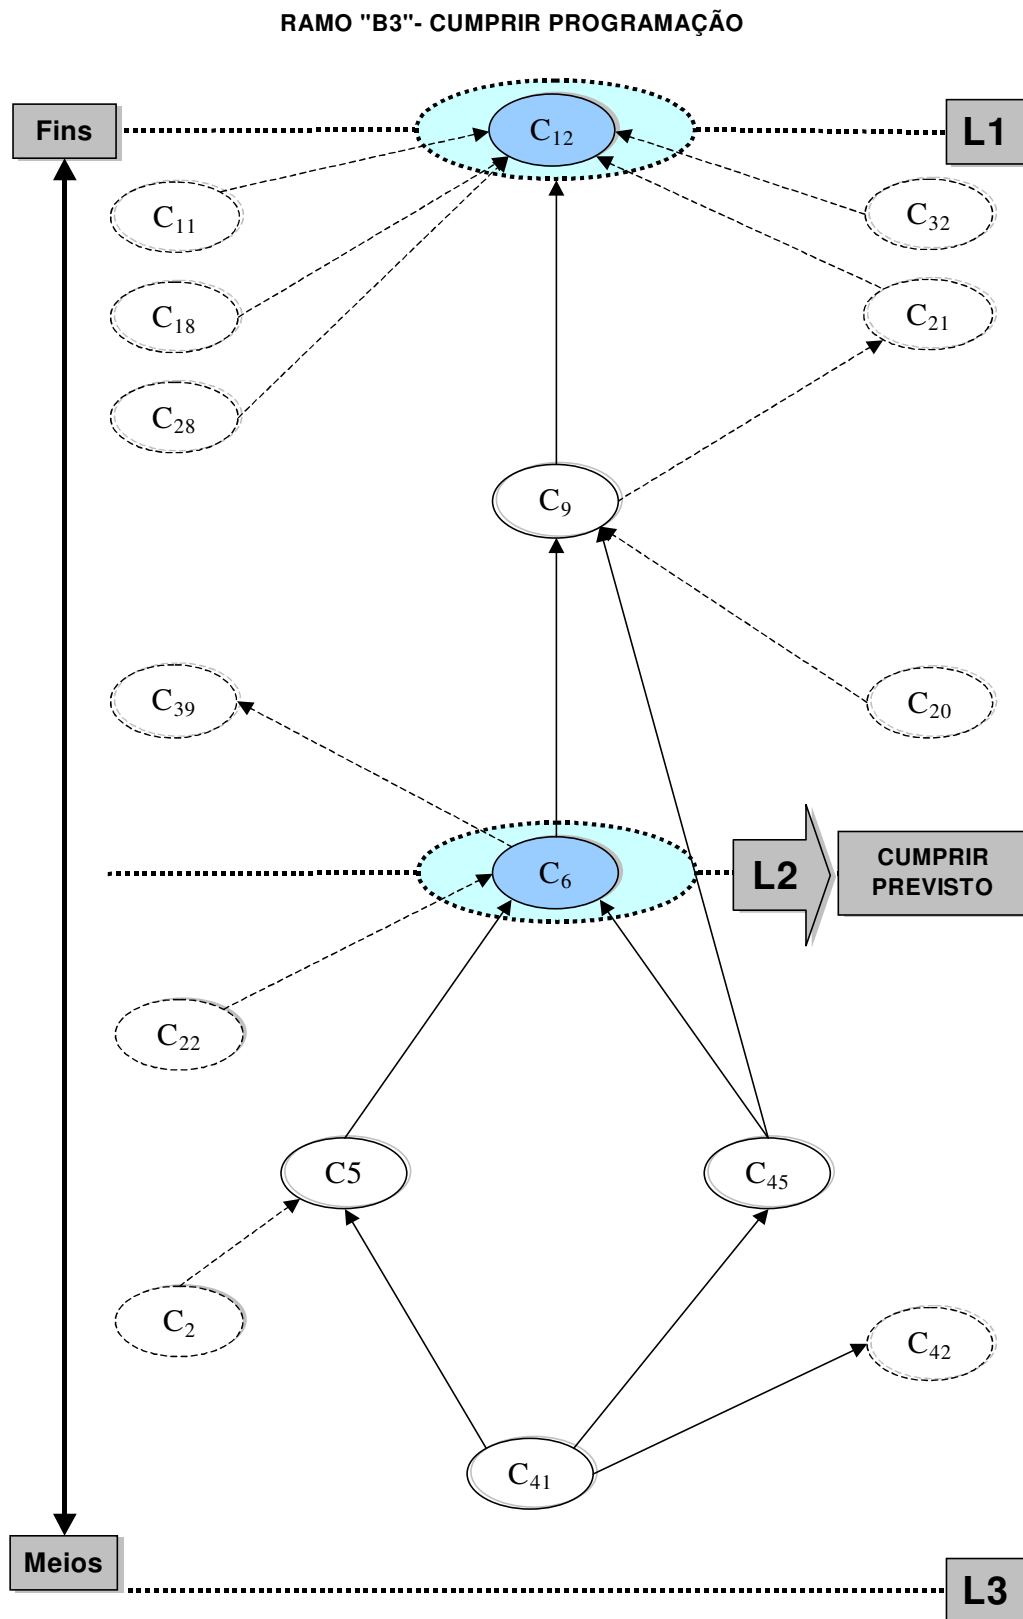 RAMO "B3"- CUMPRIR PROGRAMAÇÃO
Fins
C12
L1
C11
C32
C18
C21
C28
C9
C39
C20
C6
L2
CUMPRIR
PREVISTO
C22
C5
C45
C2
C42
C41
Meios
L3